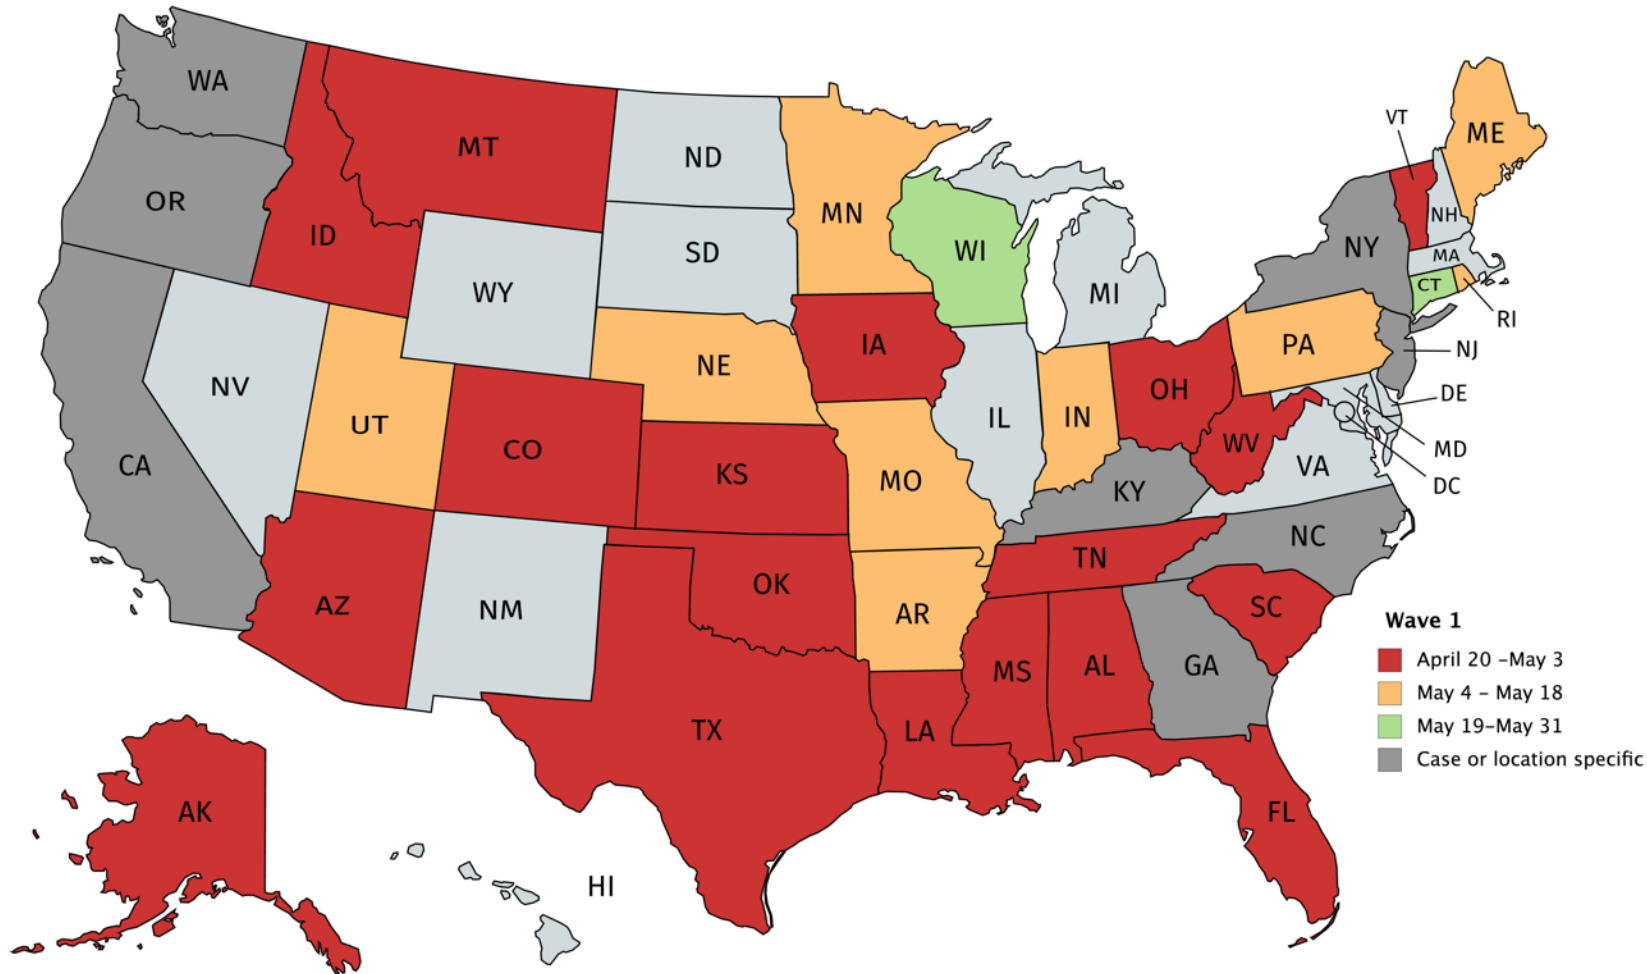 WA
MT
ND
VT
ME
OR
MN
ID
SD
WI
NH
NY
MA
WY
MI
CT
RI
IA
PA
NJ
NV
NE
OH
DE
UT
IL
IN
CO
WV
MD
CA
KS
MO
VA
DC
KY
NC
TN
OK
AZ
NM
AR
SC
Wave 1
MS
AL
GA
April 20 –May 3
May 4 – May 18
TX
LA
May 19–May 31
Case or location specific
AK
FL
HI